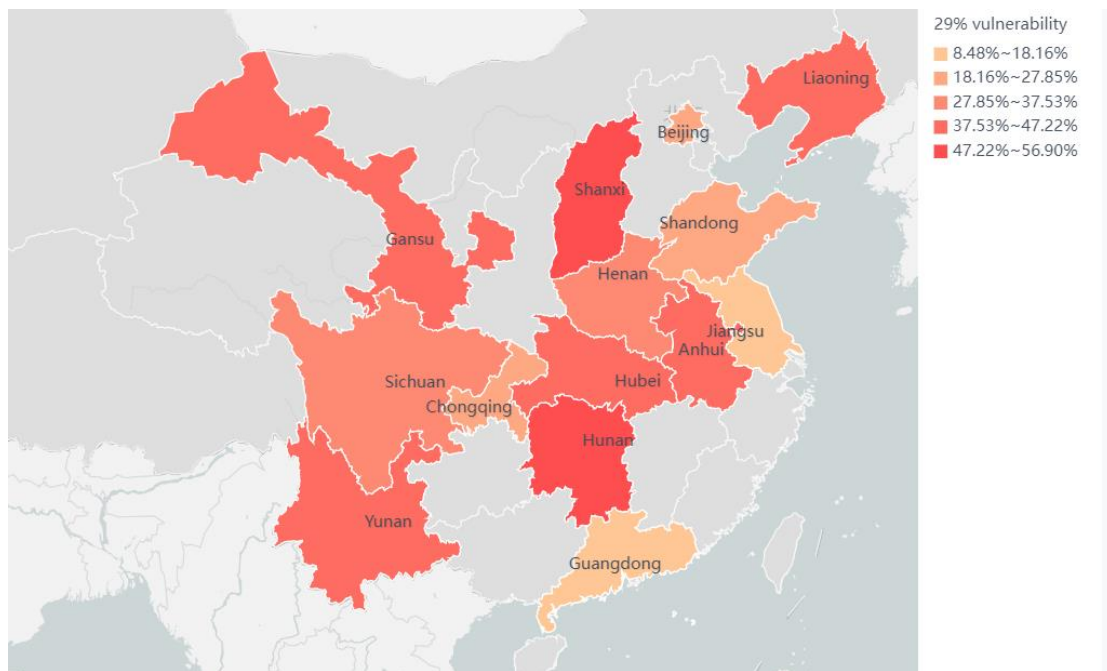 29% vulnerability
8.48%~18.16%
18.16%~27.85%
27.85%~37.53%
37.53%~47.22%
47.22%~56.90%
Liaoning
Beijing
Shanxi
Shandong
Gansu
Henan
Jiangsu
Anhui
Sichuan
Hubei
Chongqing
Hunan
Yunan
Guangdong